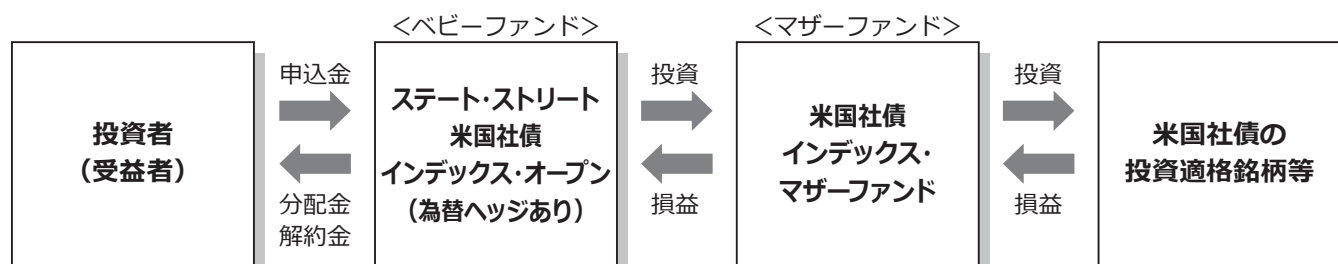 <ベビーファンド>
<マザーファンド>
投資者
(受益者)
申込金
分配金
解約金
ステート・ストリート
米国社債
インデックス・オープン
(為替ヘッジあり)
投資
損益
米国社債
インデックス・
マザーファンド
投資
損益
米国社債の
投資適格銘柄等